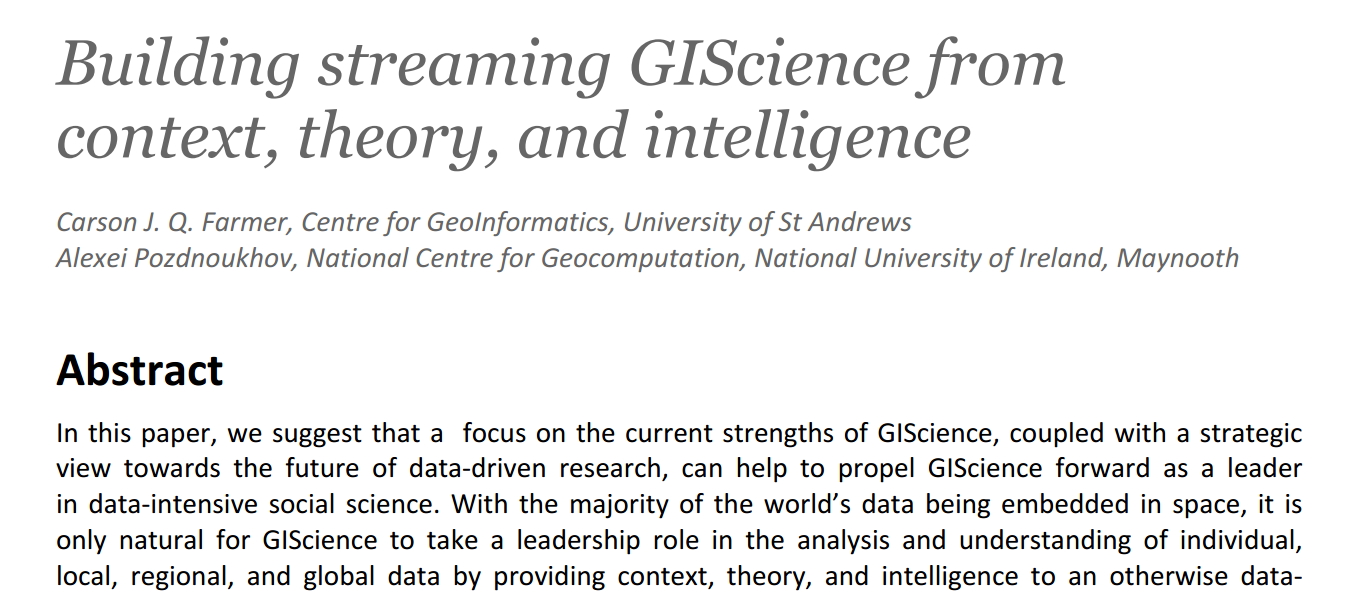 Building streaming GIScience from
context, theory, and intelligence
Carson J. Q. Farmer, Centre for GeoInformatics, University of St Andrews
Alexei Pozdnoukhov, National Centre for Geocomputation, National University of Ireland, Maynooth
Abstract
In this paper, we suggest that a  focus on the current strengths of GIScience, coupled with a strategic
view towards the future of data-driven research, can help to propel GIScience forward as a leader
in data-intensive social science. With the majority of the world’s data being embedded in space, it is
only natural for GIScience to take a leadership role in the analysis and understanding of individual,
local, regional, and global data by providing context, theory, and intelligence to an otherwise data-